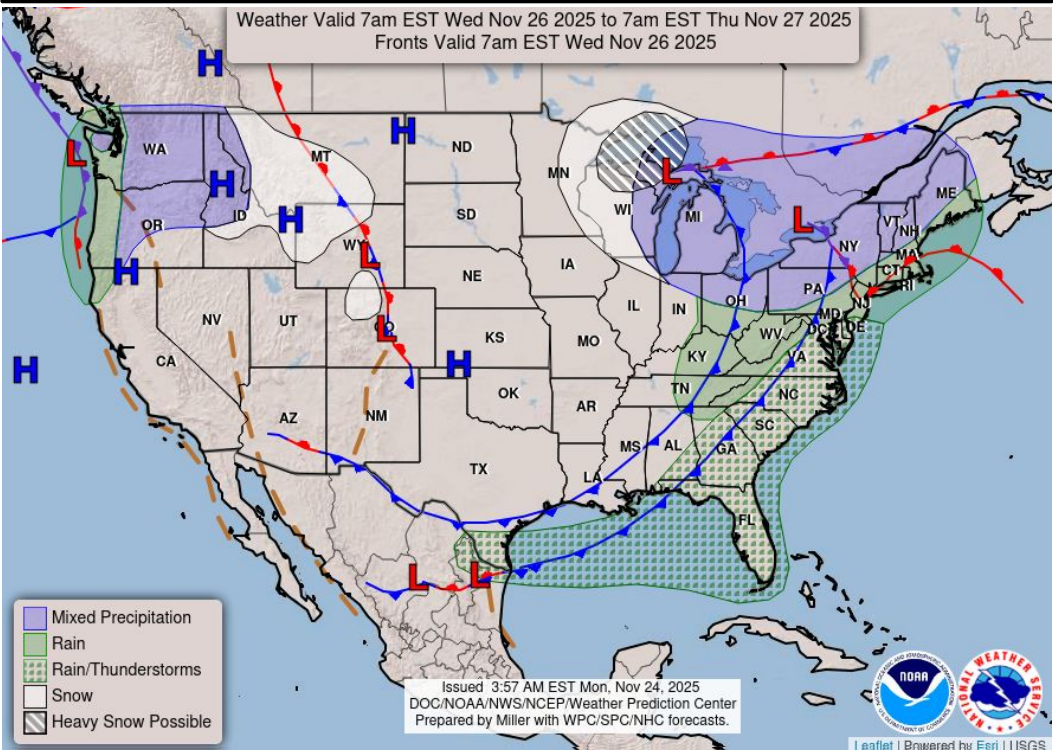 Weather Valid 7am EST Wed Nov 26 2025 to 7am EST Thu Nov 27 2025
Fronts Valid 7am EST Wed Nov 26 2025
H
H
WA
MT
ND
MN
L
L
H
ID
H
OR
SD
WI
MI
L
ME
VT
NH
NY
MA
CT
RI
WY
L
H
NE
IA
PA
NJ
OH
IL
IN
MD
DE
DC
NV
UT
CO
L
KS
MO
WV
VA
KY
H
CA
H
OK
TN
NC
AZ
NM
AR
SC
MS
AL
GA
TX
LA
FL
L
L
Mixed Precipitation
Rain
Rain/Thunderstorms
Snow
Heavy Snow Possible
Issued 3:57 AM EST Mon, Nov 24, 2025
DOC/NOAA/NWS/NCEP/Weather Prediction Center
Prepared by Miller with WPC/SPC/NHC forecasts.
NOAA
NATIONAL WEATHER SERVICE
Leaflet | Powered by Esri | USGS